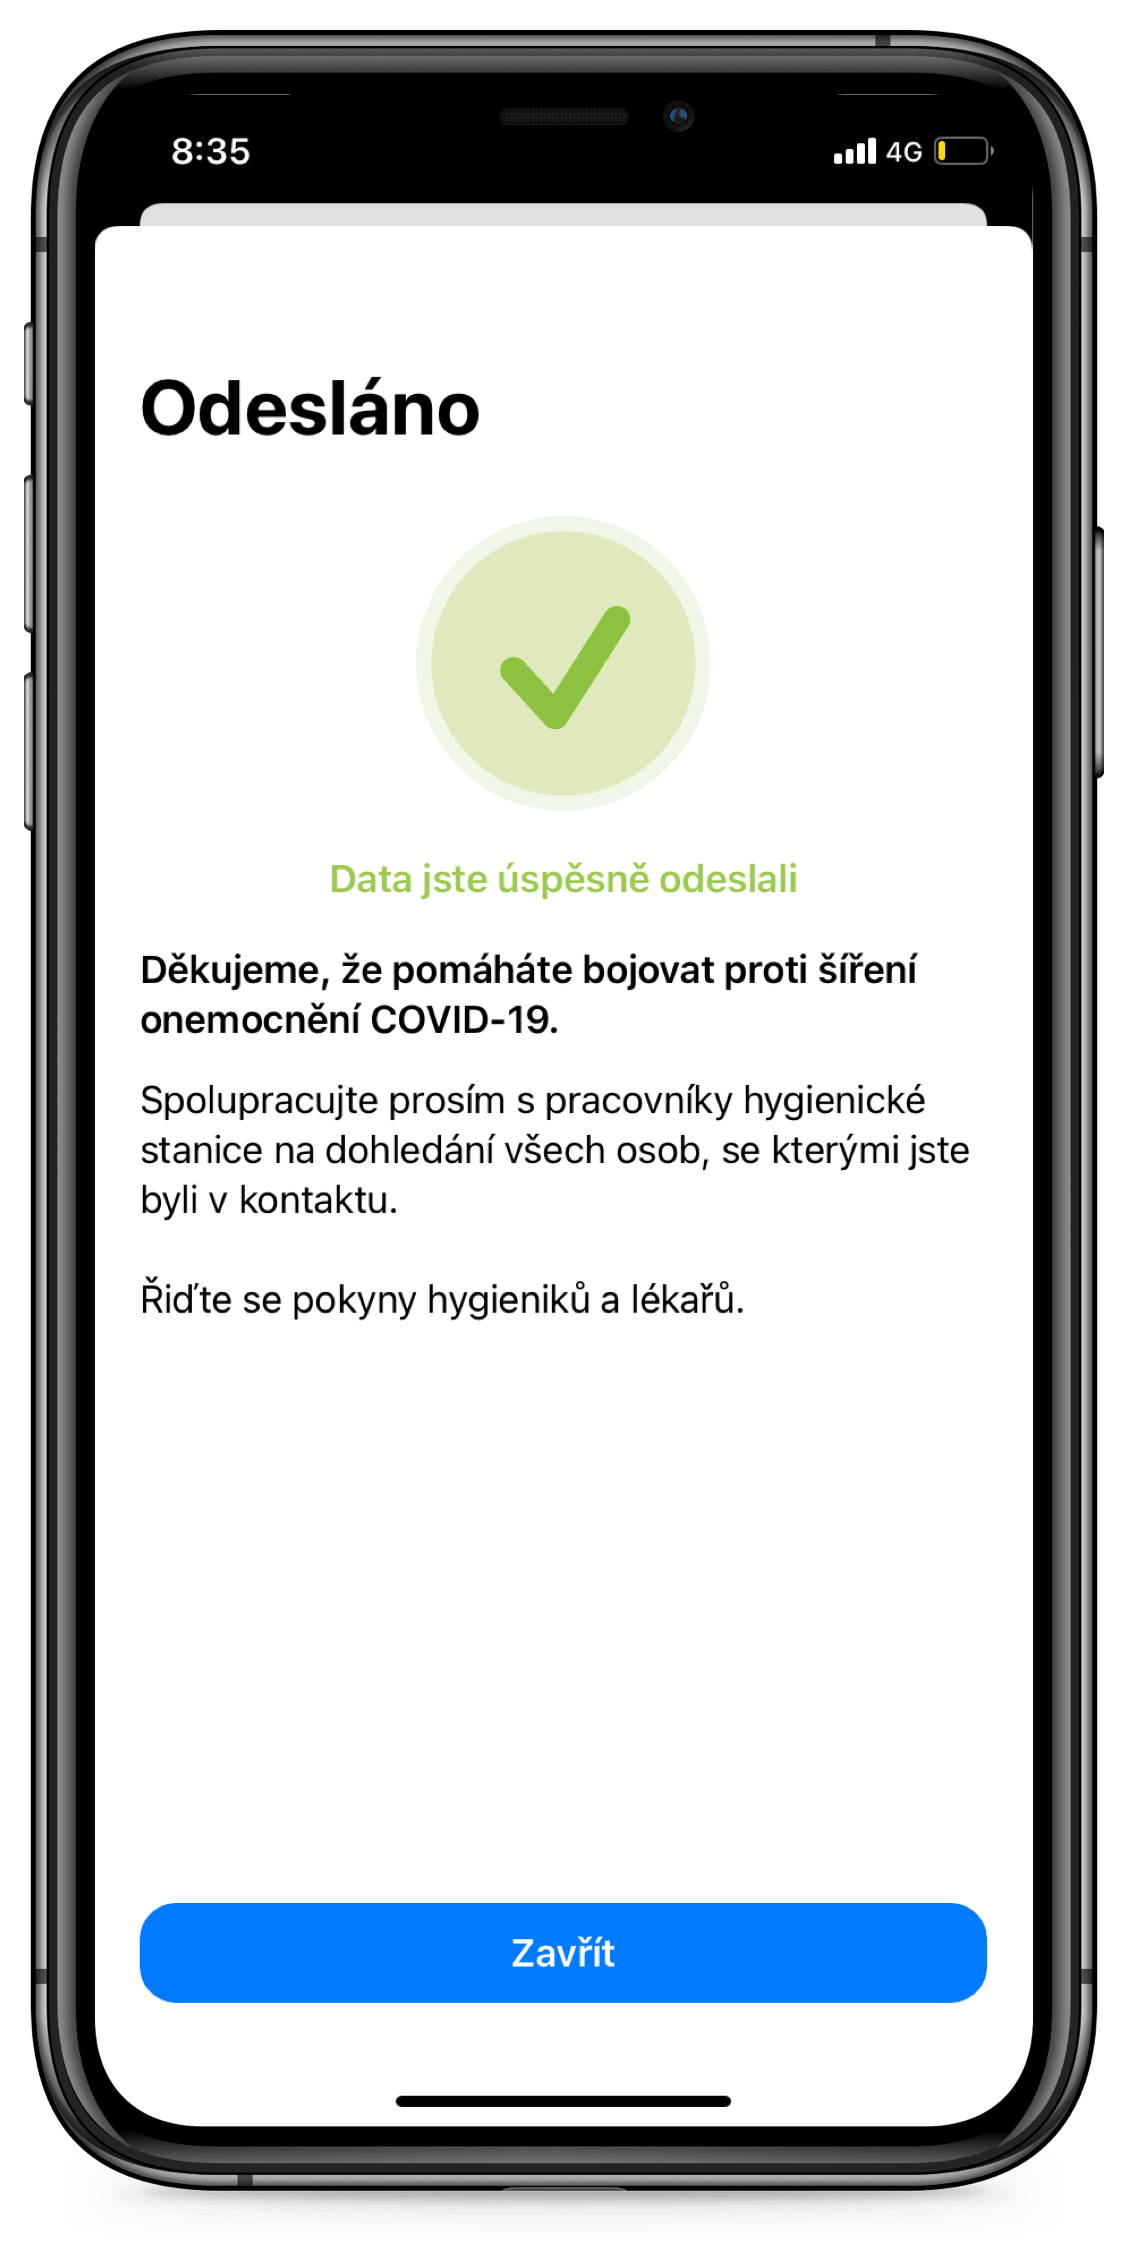 8:35
4G
Odesláno
Data jste úspěsně odeslali
Děkujeme, že pomáháte bojovat proti šíření
onemocnění COVID-19.
Spolupracujte prosím s pracovníky hygienické
stanice na dohledání všech osob, se kterými jste
byli v kontaktu.
Řiďte se pokyny hygieniků a lékařů.
Zavřít